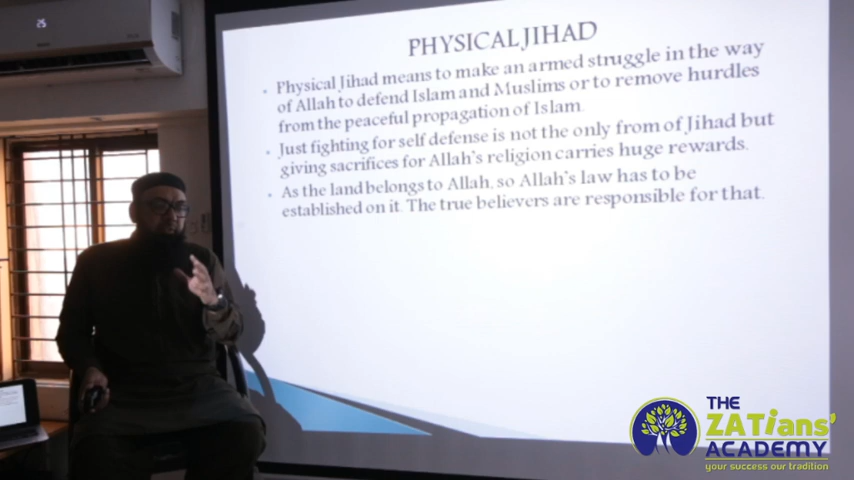 PHYSICAL JIHAD
Physical Jihad means to make an armed struggle in the way
of Allah to defend Islam and Muslims or to remove hurdles
from the peaceful propagation of Islam.
Just fighting for self defense is not the only from of Jihad but
giving sacrifices for Allah's religion carries huge rewards.
As the land belongs to Allah, so Allah's law has to be
established on it. The true believers are responsible for that.
THE
ZATians'
ACADEMY
your success our tradition